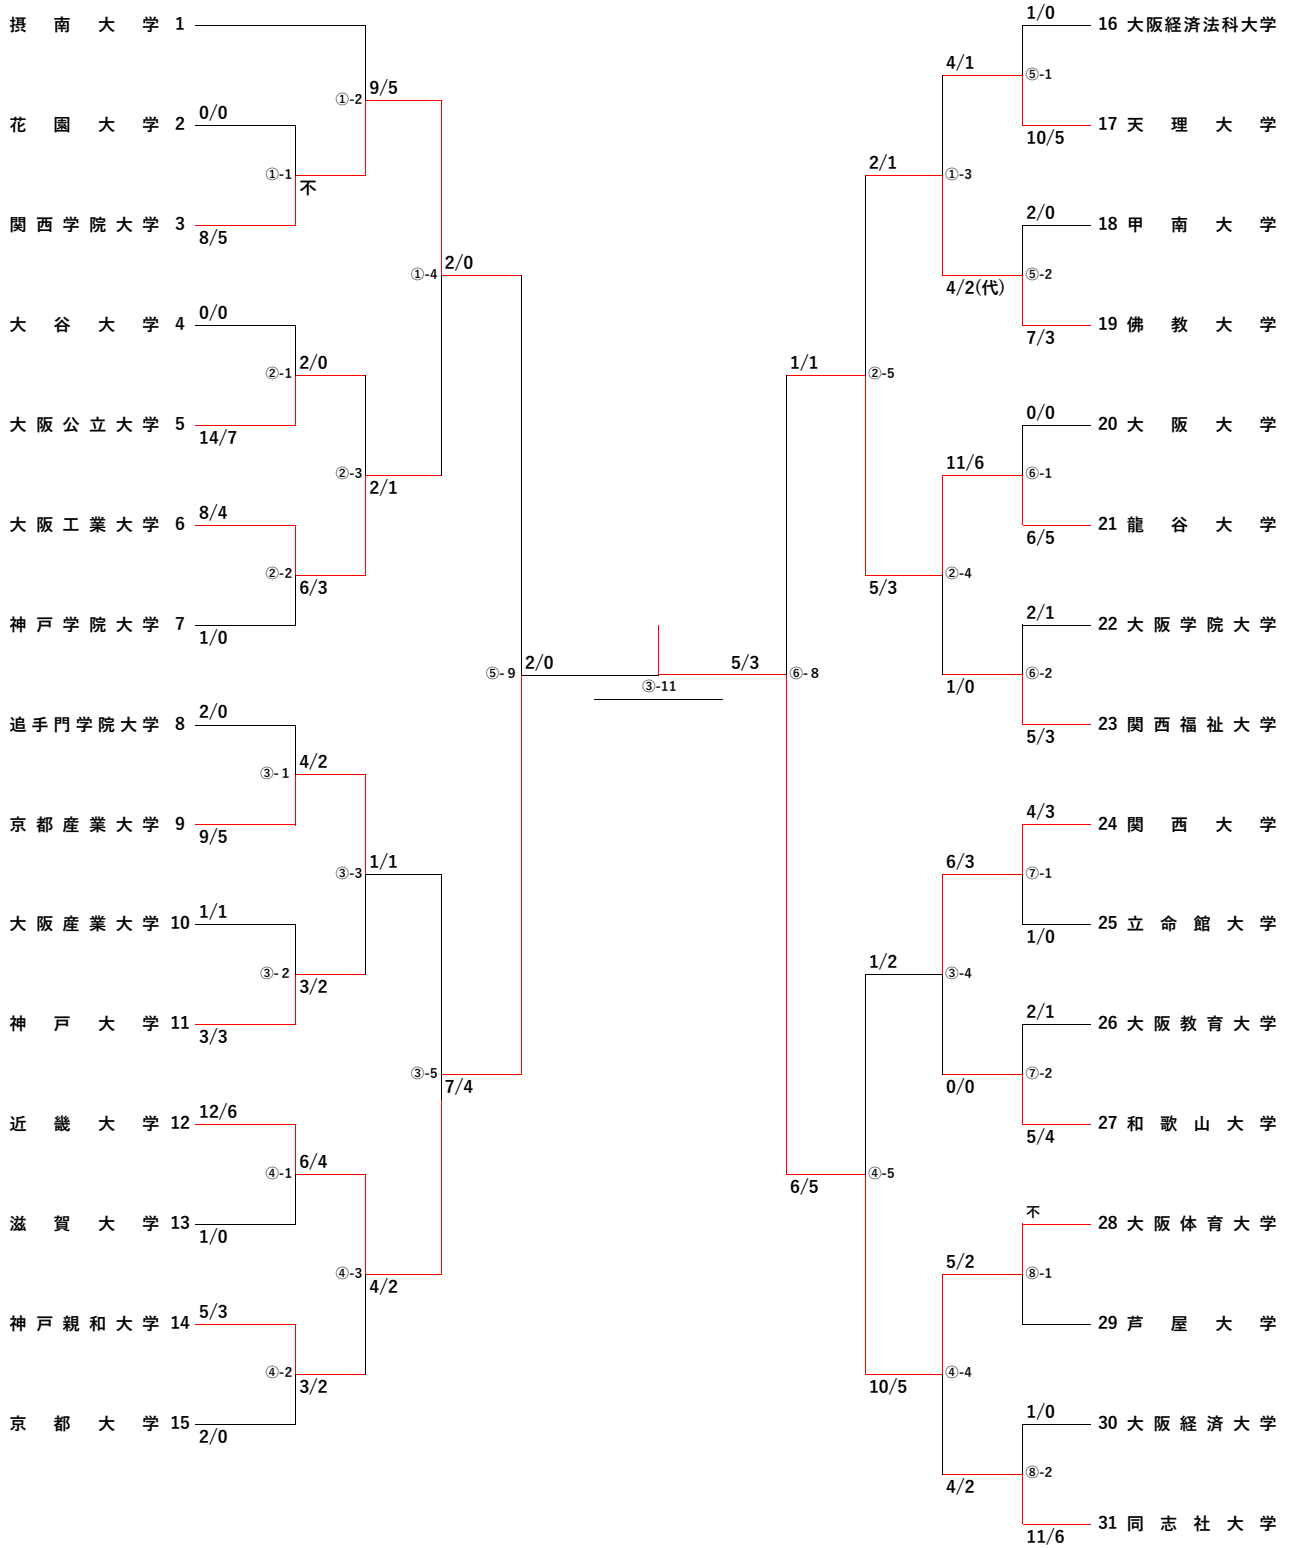 摂南大学 1
9/5
①-2
花園大学 2
0/0
①-1
不
関西学院大学 3
8/5
①-4
2/0
大谷大学 4
0/0
②-1
2/0
大阪公立大学 5
14/7
②-3
2/1
大阪工業大学 6
8/4
②-2
6/3
神戸学院大学 7
1/0
⑤-9
2/0
追手門学院大学 8
2/0
③-1
4/2
京都産業大学 9
9/5
③-3
1/1
大阪産業大学 10
1/1
③-2
3/2
神戸大学 11
3/3
③-5
7/4
近畿大学 12
12/6
④-1
6/4
滋賀大学 13
1/0
④-3
4/2
神戸親和大学 14
5/3
④-2
3/2
京都大学 15
2/0
5/3
③-11
1/0
16 大阪経済法科大学
4/1
⑤-1
17 天理大学
10/5
2/1
①-3
2/0
18 甲南大学
4/2(代)
⑤-2
19 佛教大学
7/3
1/1
②-5
0/0
20 大阪大学
11/6
⑥-1
21 龍谷大学
6/5
5/3
②-4
2/1
22 大阪学院大学
1/0
⑥-2
23 関西福祉大学
5/3
⑥-8
4/3
24 関西大学
6/3
⑦-1
25 立命館大学
1/0
1/2
③-4
2/1
26 大阪教育大学
0/0
⑦-2
27 和歌山大学
5/4
6/5
④-5
不
28 大阪体育大学
5/2
⑧-1
29 芦屋大学
10/5
④-4
1/0
30 大阪経済大学
4/2
⑧-2
31 同志社大学
11/6